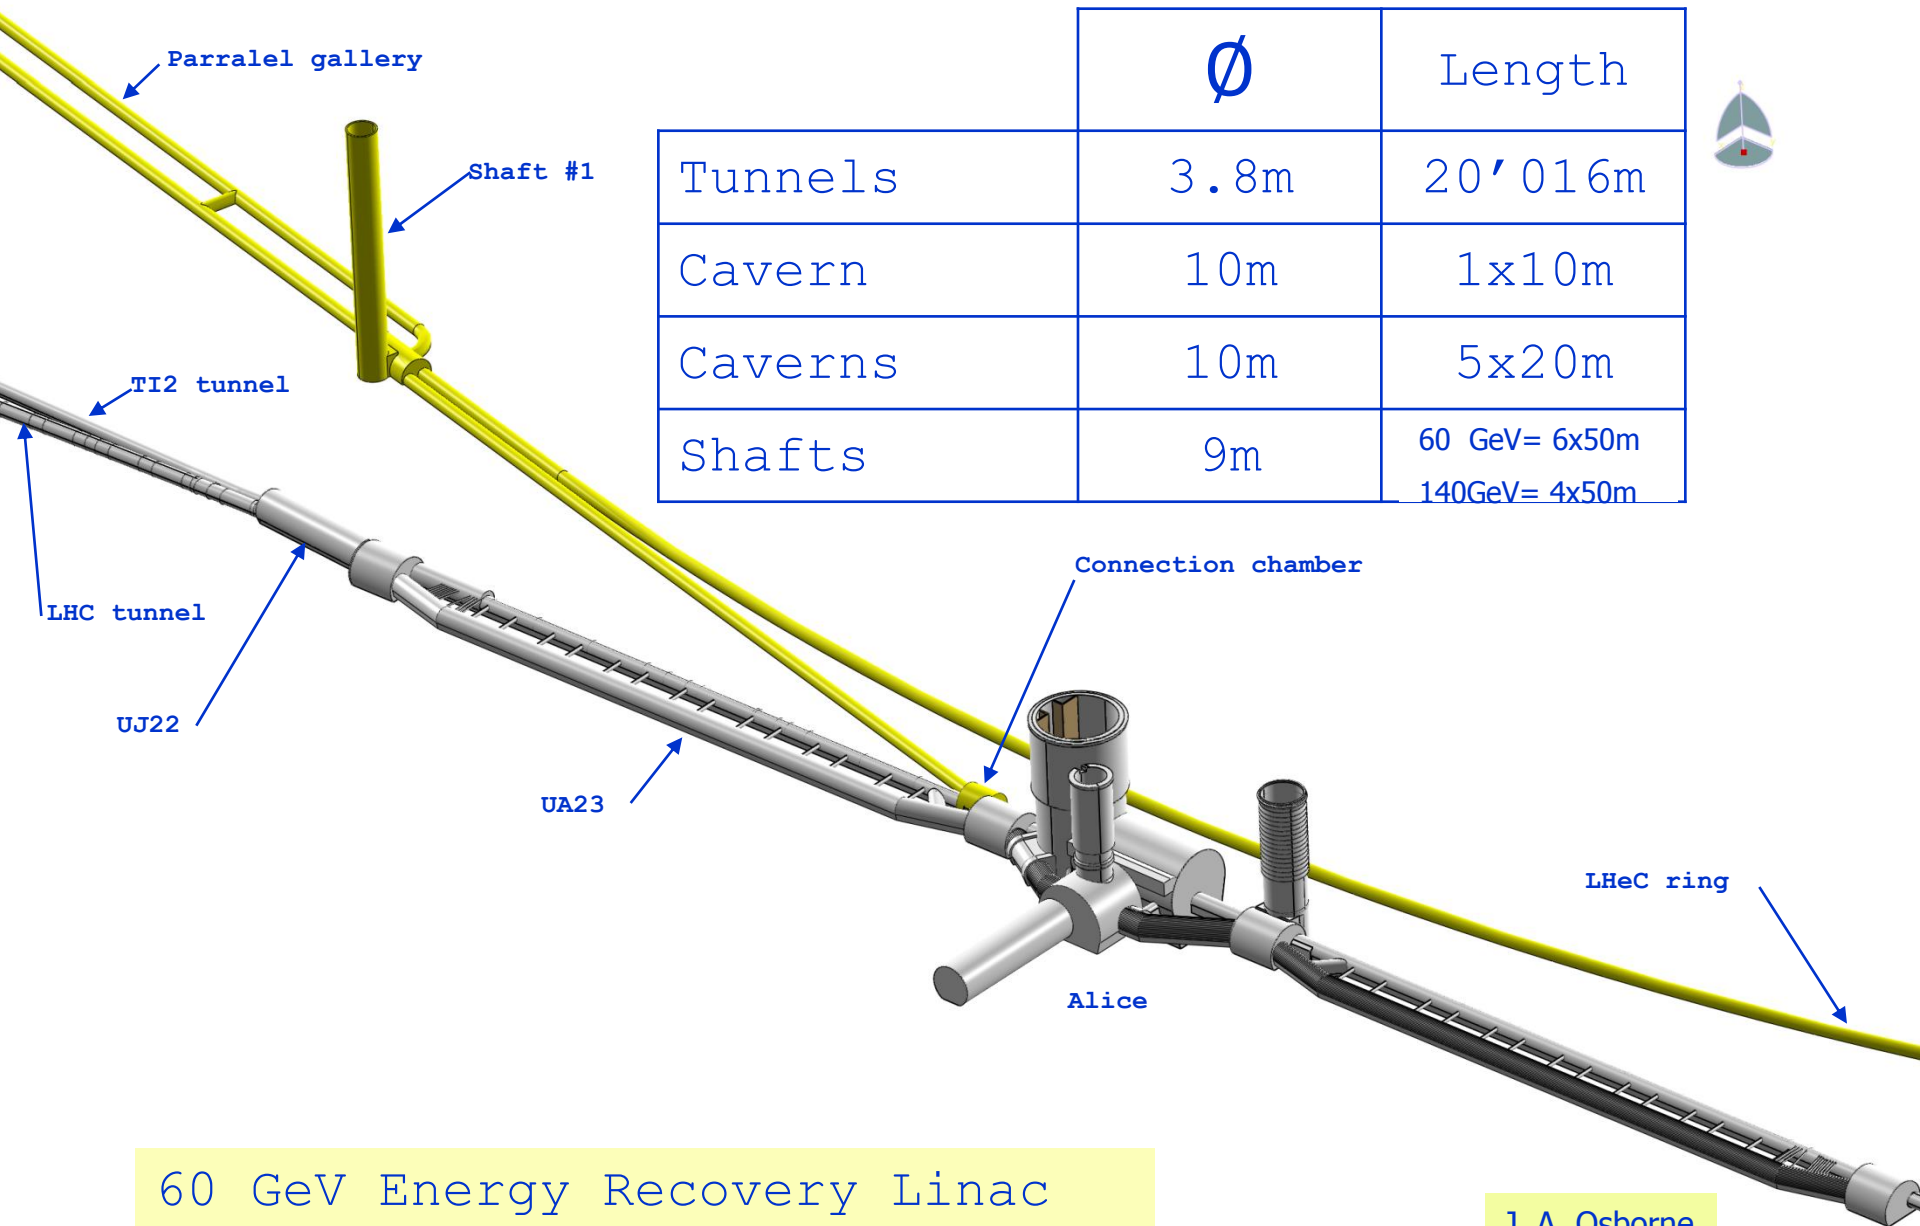 Parralel gallery
Shaft #1
Ø Length
Tunnels 3.8m 20’016m
Cavern 10m 1x10m
Caverns 10m 5x20m
Shafts 9m 60 GeV= 6x50m
140GeV= 4x50m
TI2 tunnel
LHC tunnel
UJ22
UA23
Connection chamber
LHeC ring
Alice
60 GeV Energy Recovery Linac
J.A. Osborne